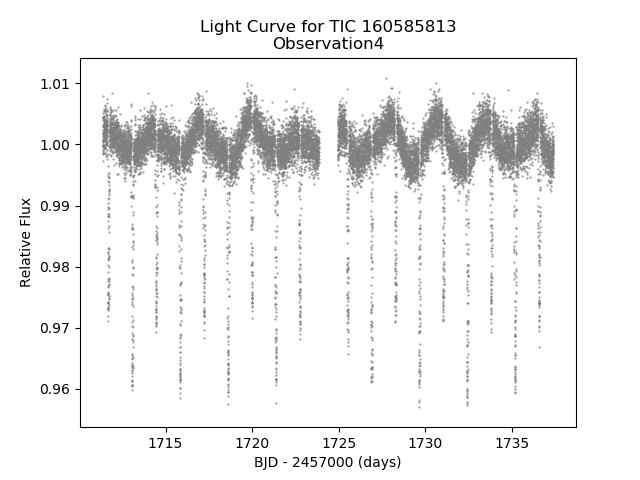 Light Curve for TIC 160585813
Observation4
1.01
1.00
0.99
0.98
0.97
0.96
Relative Flux
1715
1720
1725
1730
1735
BJD - 2457000 (days)